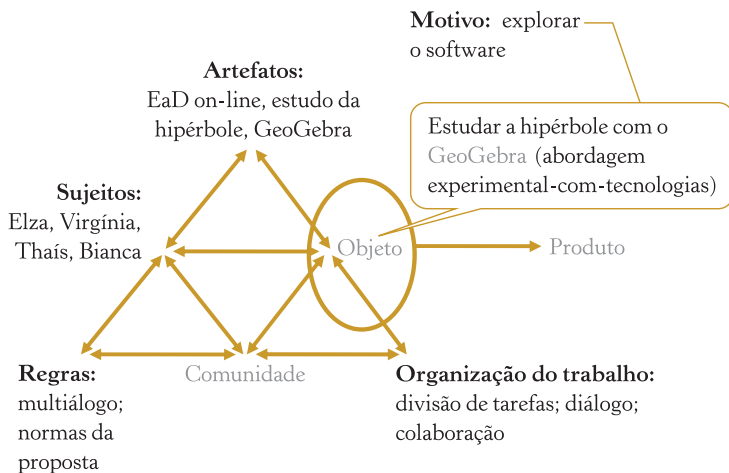 Motivo: explorar
o software
Artefatos:
EaD on-line, estudo da
hipérbole, GeoGebra
Estudar a hipérbole com o
GeoGebra (abordagem
experimental-com-tecnologias)
Sujeitos:
Elza, Virgínia,
Thaís, Bianca
Objeto
Produto
Regras:
multiálogo;
normas da
proposta
Comunidade
Organização do trabalho:
divisão de tarefas; diálogo;
colaboração